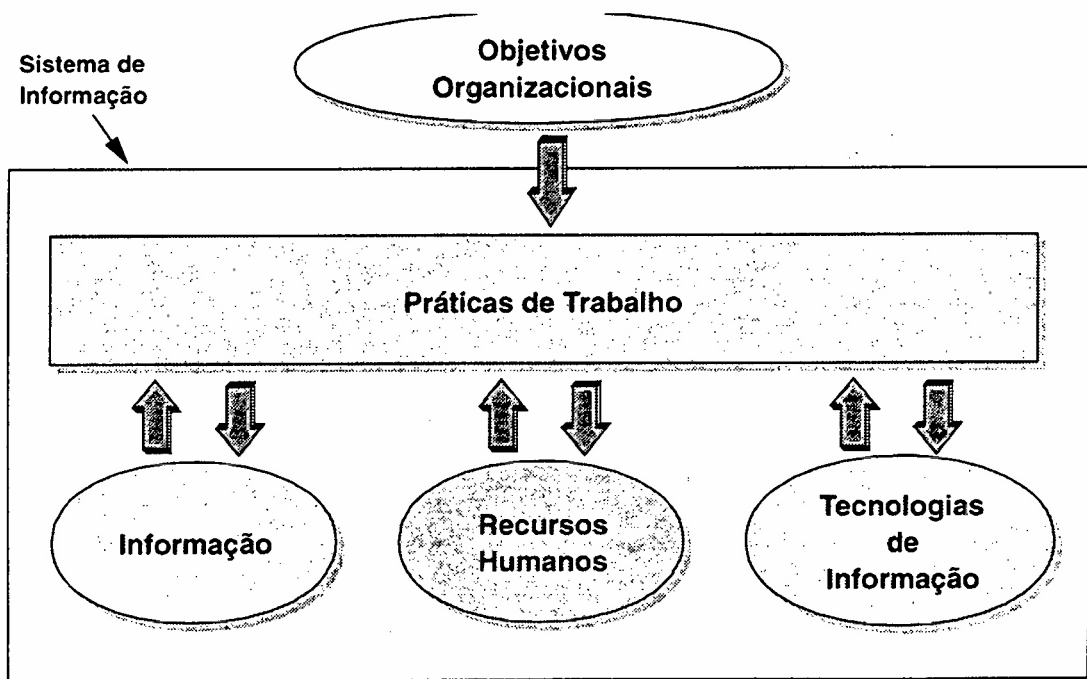 Sistema de
Informação
Objetivos
Organizacionais
Práticas de Trabalho
Informação
Recursos
Humanos
Tecnologias
de
Informação